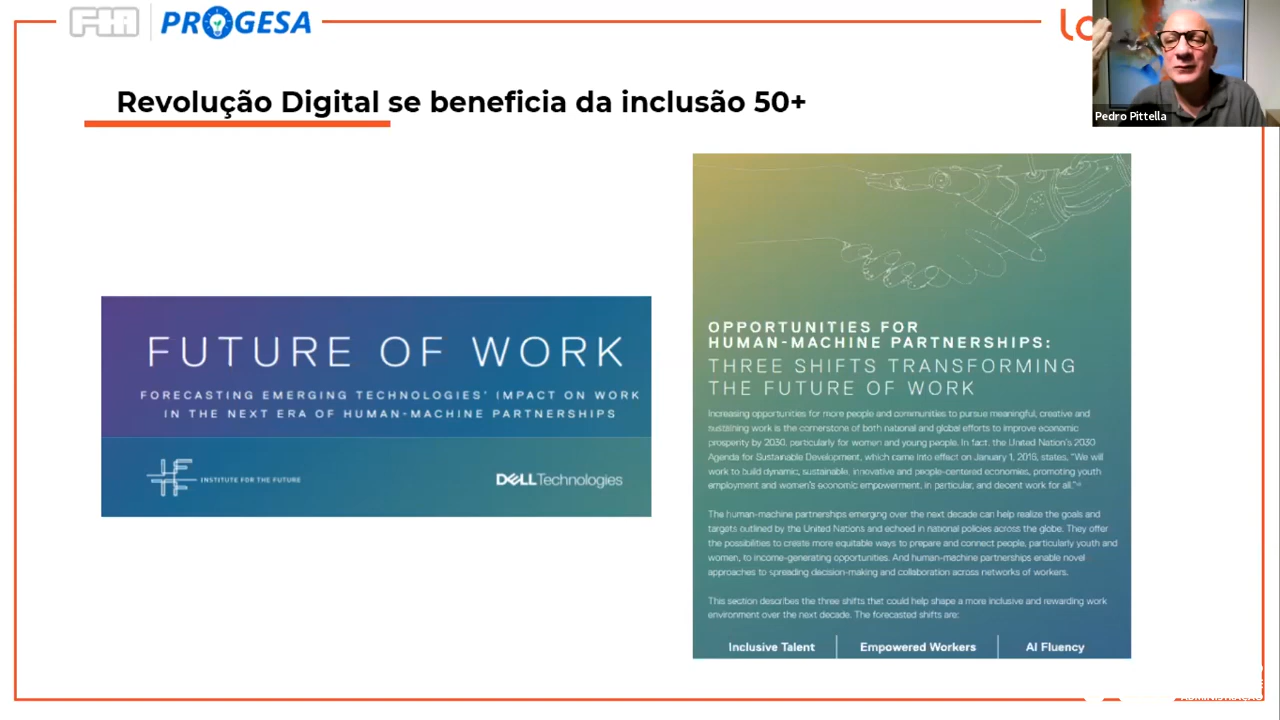 FIA
PROGESA
Pedro Pittella
Revolução Digital se beneficia da inclusão 50+
FUTURE OF WORK
FORECASTING EMERGING TECHNOLOGIES' IMPACT ON WORK
IN THE NEXT ERA OF HUMAN-MACHINE PARTNERSHIPS
INSTITUTE FOR THE FUTURE
DELLTechnologies
OPPORTUNITIES FOR
HUMAN-MACHINE PARTNERSHIPS:
THREE SHIFTS TRANSFORMING
THE FUTURE OF WORK
Increasing opportunities for more people and communities to pursue meaningful, creative and
sustaining work is the cornerstone of both national and global efforts to improve economic
prosperity by 2030, particularly for women and young people. In fact, the United Nation's 2030
Agenda for Sustainable Development, which came into effect on January 1, 2016, states, "We will
work to build dynamic, sustainable, innovative and people-centered economies, promoting youth
employment and women's economic empowerment, in particular, and decent work for all."
The human-machine partnerships emerging over the next decade can help realize the goals and
targets outlined by the United Nations and echoed in national policies across the globe. They offer
the possibilities to create more equitable ways to prepare and connect people, particularly youth and
women, to income-generating opportunities. And human-machine partnerships enable novel
approaches to spreading decision-making and collaboration across networks of workers.
This section describes the three shifts that could help shape a more inclusive and rewarding work
environment over the next decade. The forecasted shifts are:
Inclusive Talent
Empowered Workers
AI Fluency
ADMINISTRAÇÃO